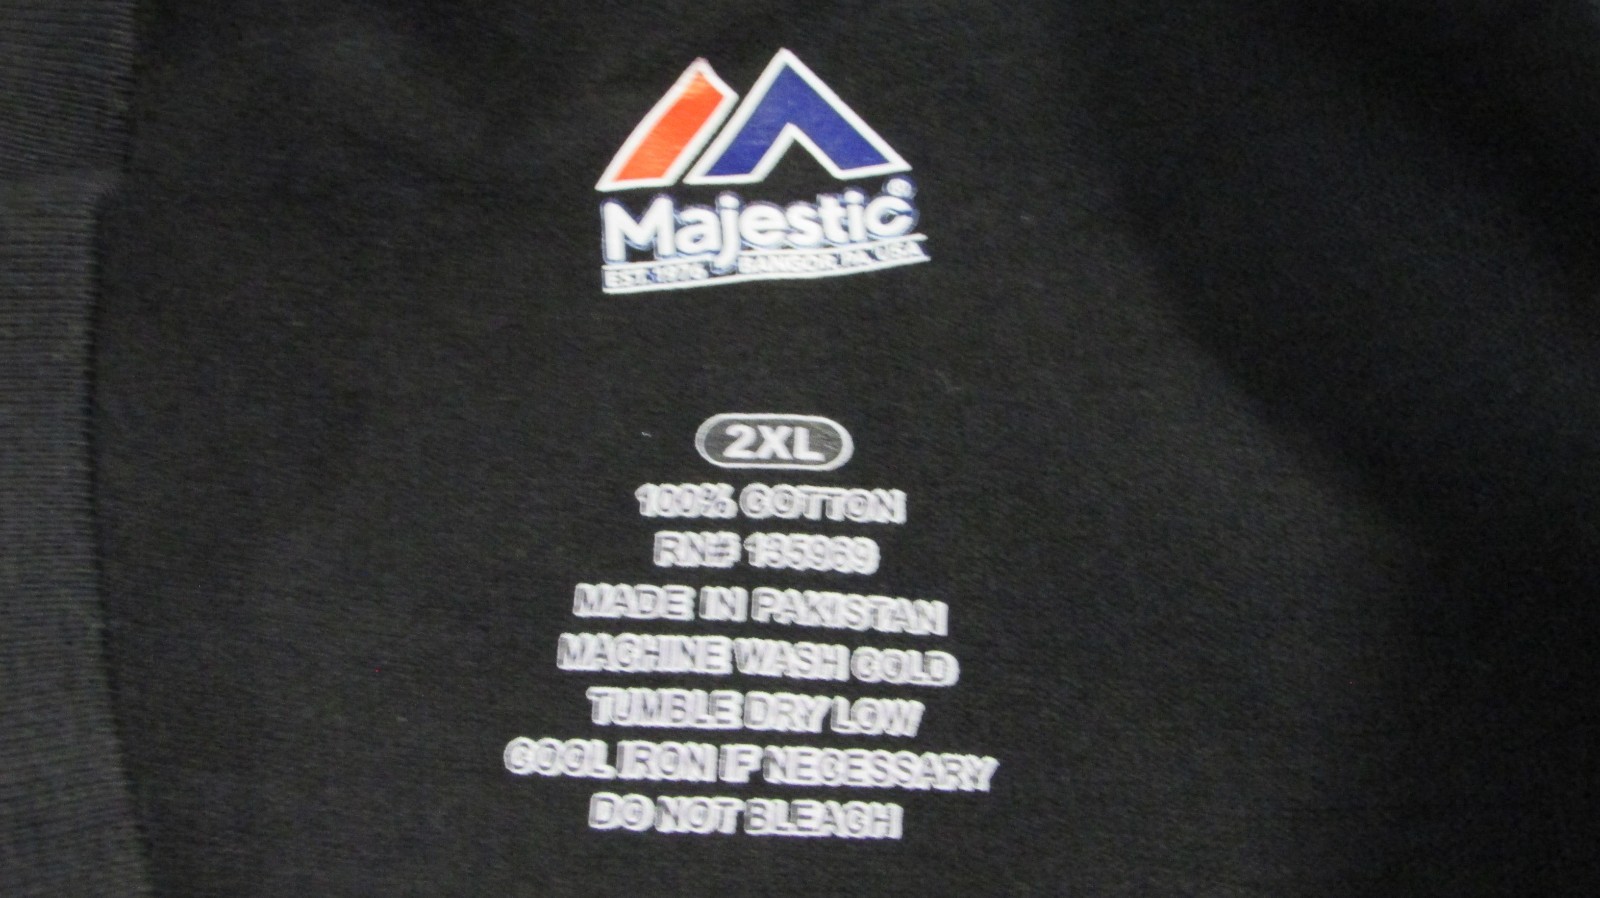 Majestic®
EST. 1976 BANGOR, PA, USA
2XL
100% COTTON
RN# 135969
MADE IN PAKISTAN
MACHINE WASH COLD
TUMBLE DRY LOW
COOL IRON IF NECESSARY
DO NOT BLEACH